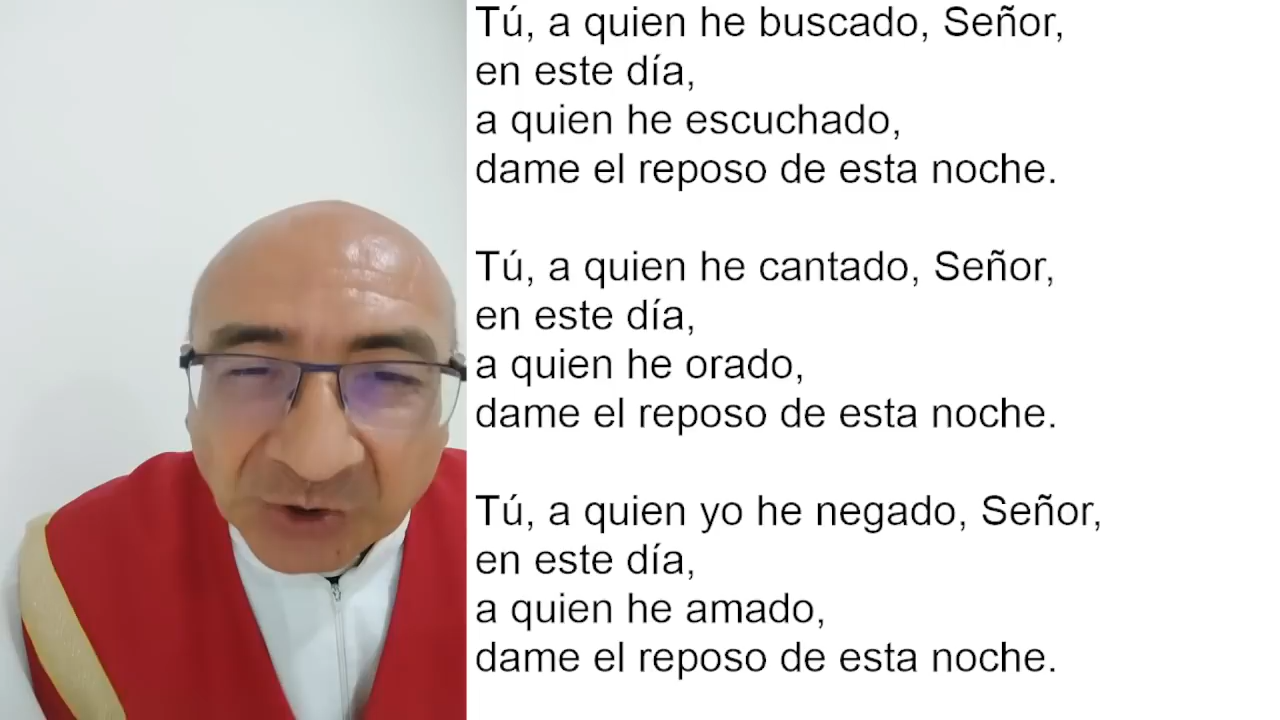 Tú, a quien he buscado, Señor,
en este día,
a quien he escuchado,
dame el reposo de esta noche.
Tú, a quien he cantado, Señor,
en este día,
a quien he orado,
dame el reposo de esta noche.
Tú, a quien yo he negado, Señor,
en este día,
a quien he amado,
dame el reposo de esta noche.